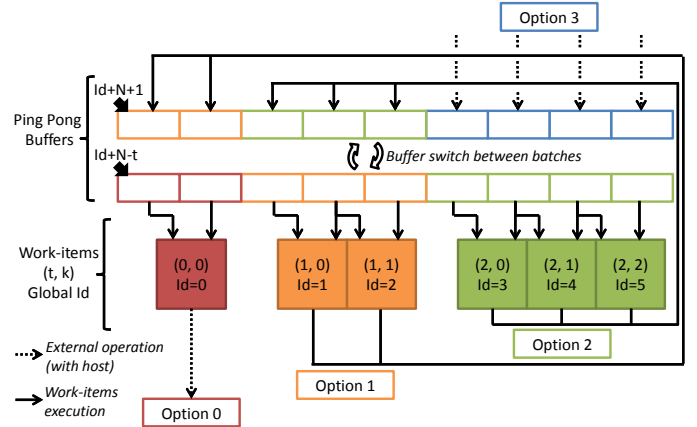 Option 3
Id+N+1
Ping Pong
Buffers
Buffer switch between batches
Id+N-t
Work-items
(t, k)
Global Id
(0, 0)
Id=0
(1, 0)
Id=1
(1, 1)
Id=2
(2, 0)
Id=3
(2, 1)
Id=4
(2, 2)
Id=5
Option 2
External operation
(with host)
Option 1
Work-items
execution
Option 0